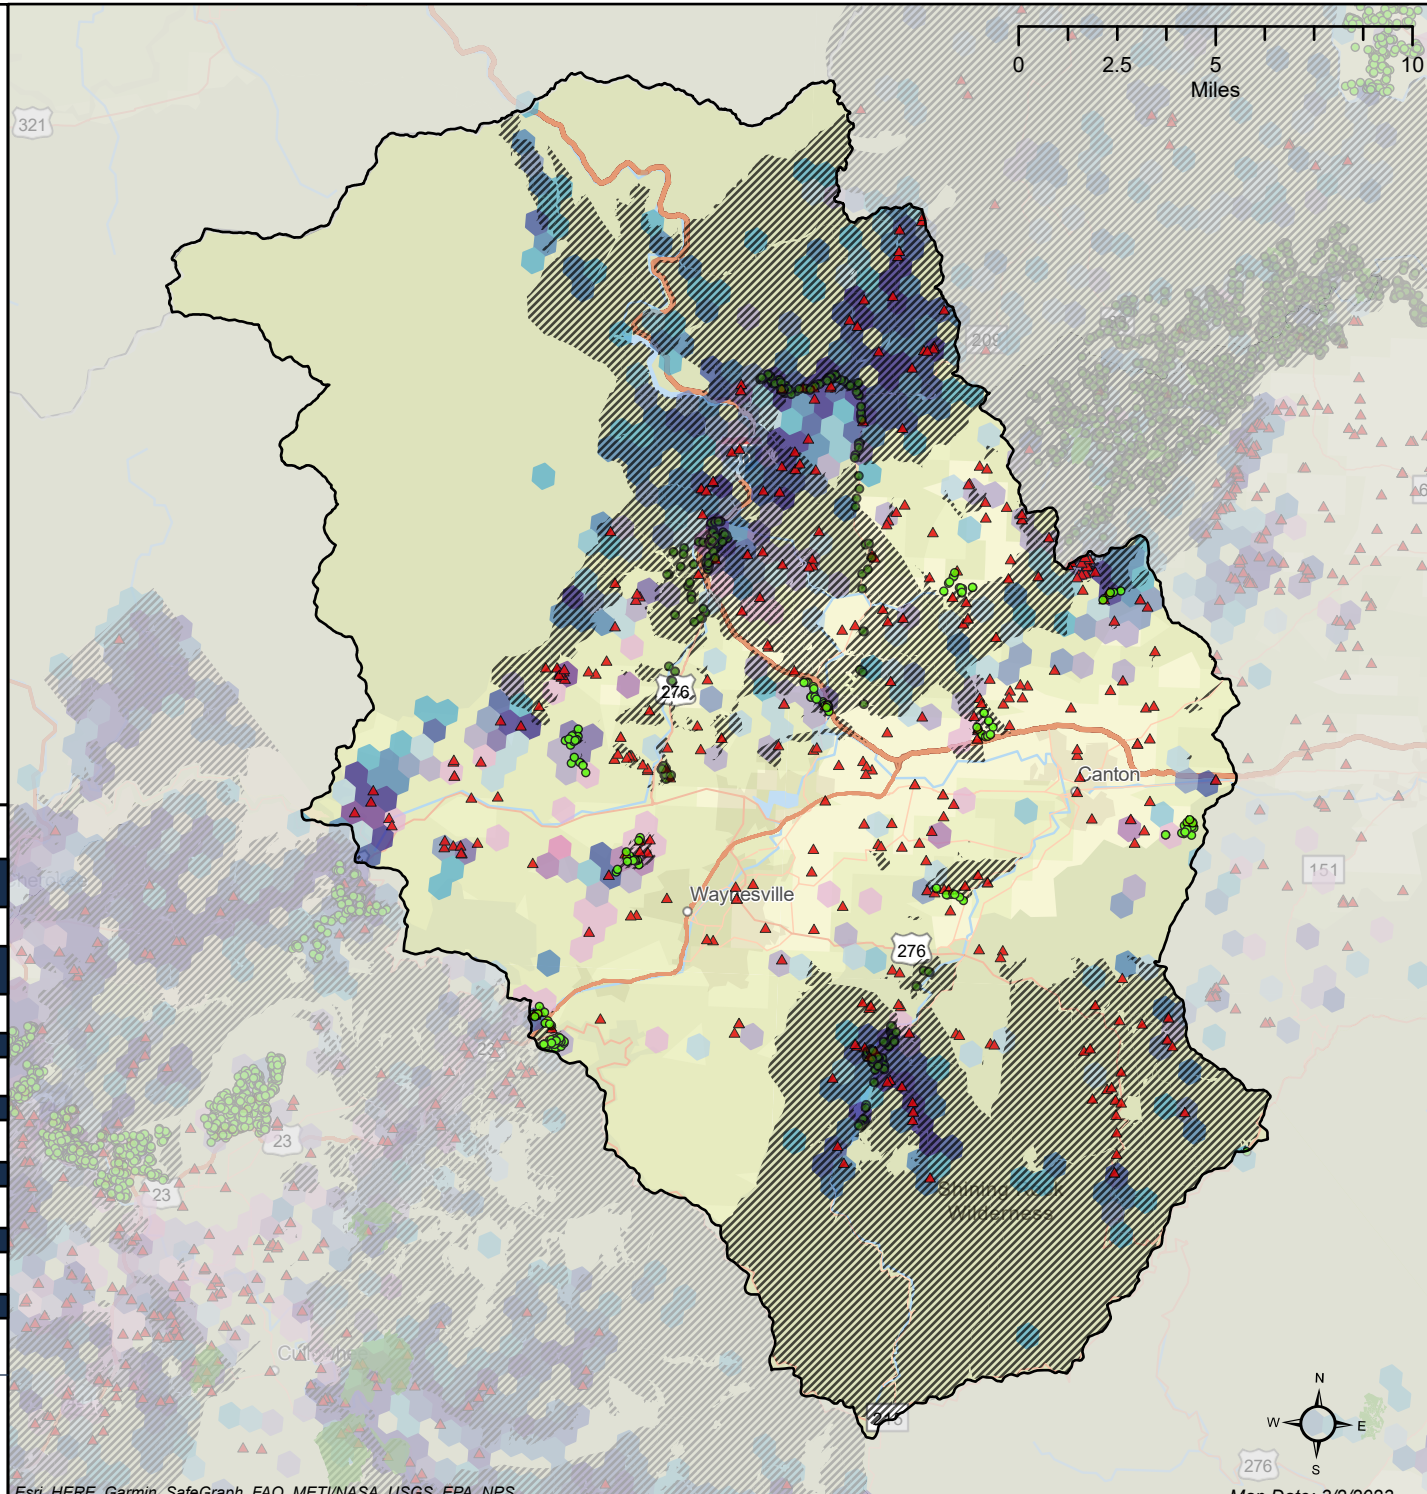 0 2.5 5 10
Miles
321
209
276
Canton
151
Waynesville
276
23
23
Shining Rock
Wilderness
N
W E
S
276
Esri, HERE, Garmin, SafeGraph, FAO, METI/NASA, USGS, EPA, NPS